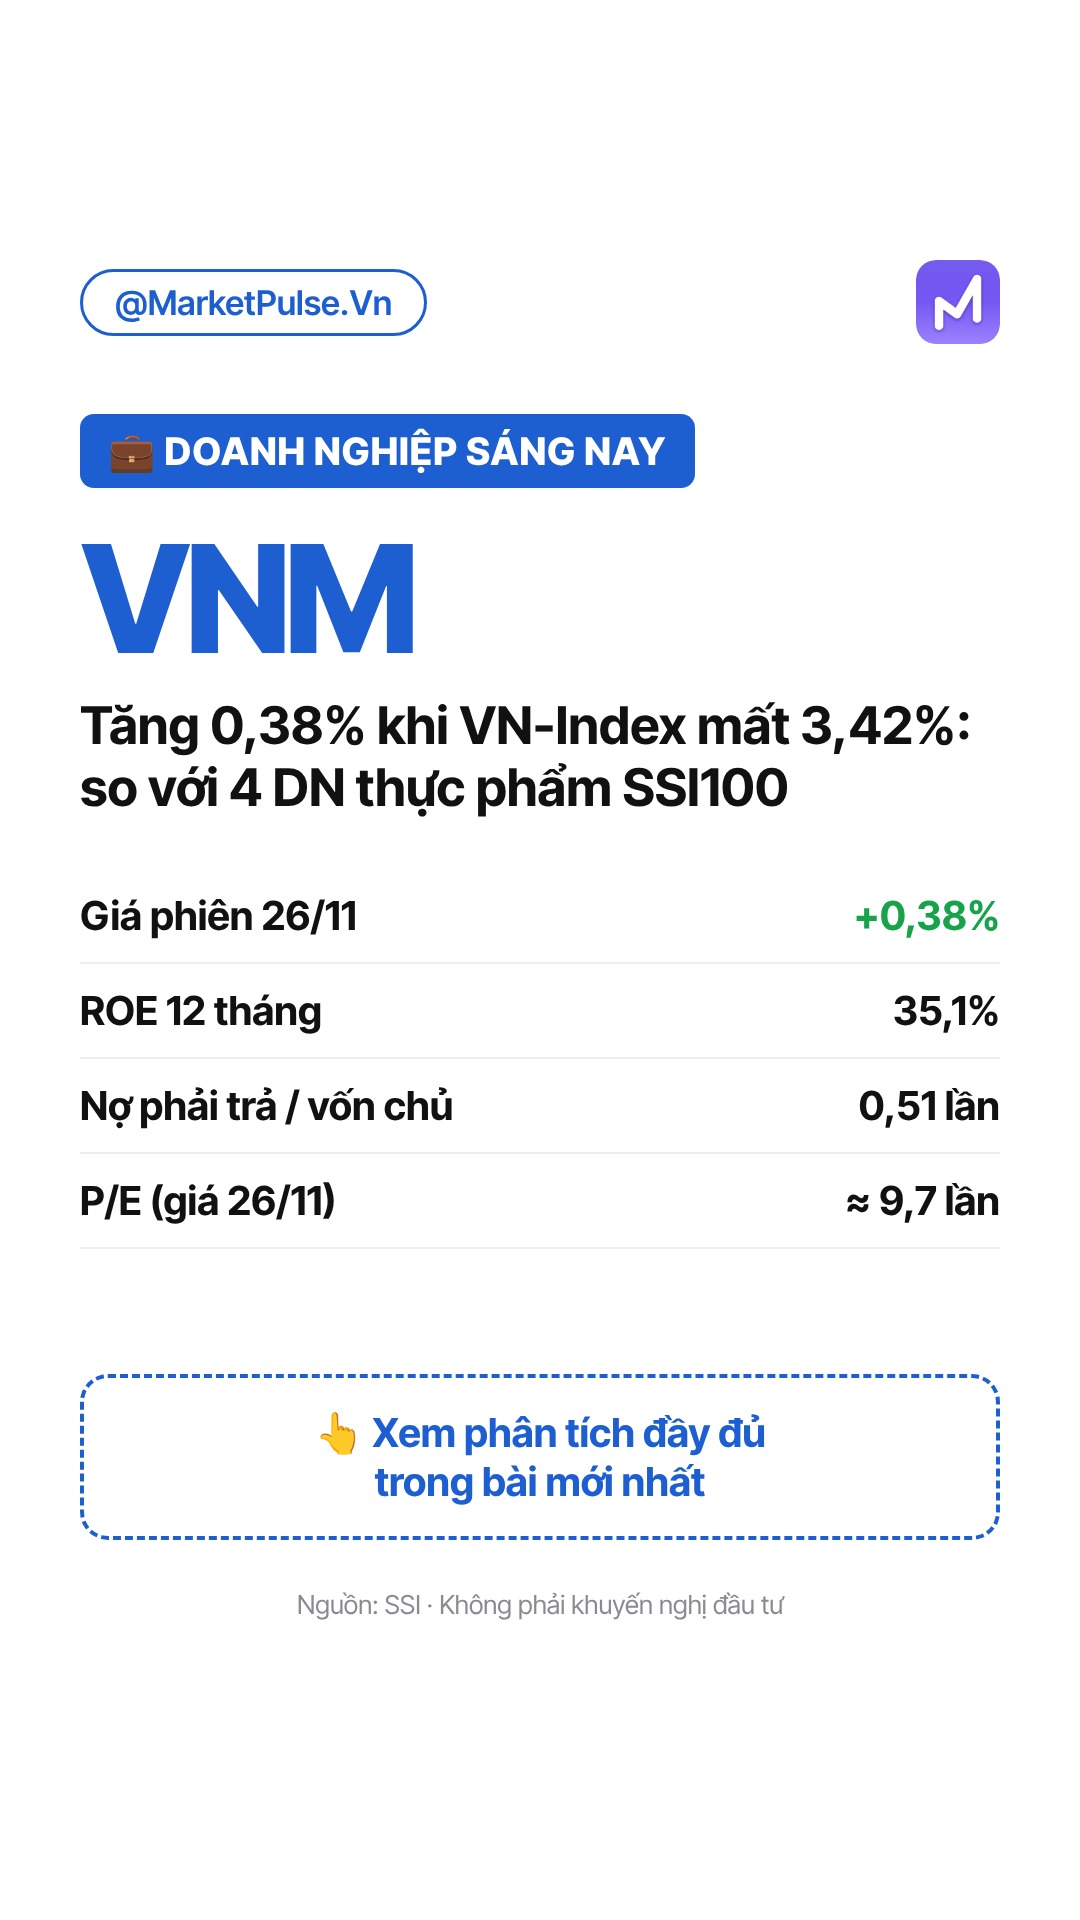 @MarketPulse.Vn
💼 DOANH NGHIỆP SÁNG NAY
VNM
Tăng 0,38% khi VN-Index mất 3,42%:
so với 4 DN thực phẩm SSI100
Giá phiên 26/11 +0,38%
ROE 12 tháng 35,1%
Nợ phải trả / vốn chủ 0,51 lần
P/E (giá 26/11) ≈ 9,7 lần
👆 Xem phân tích đầy đủ
trong bài mới nhất
Nguồn: SSI · Không phải khuyến nghị đầu tư